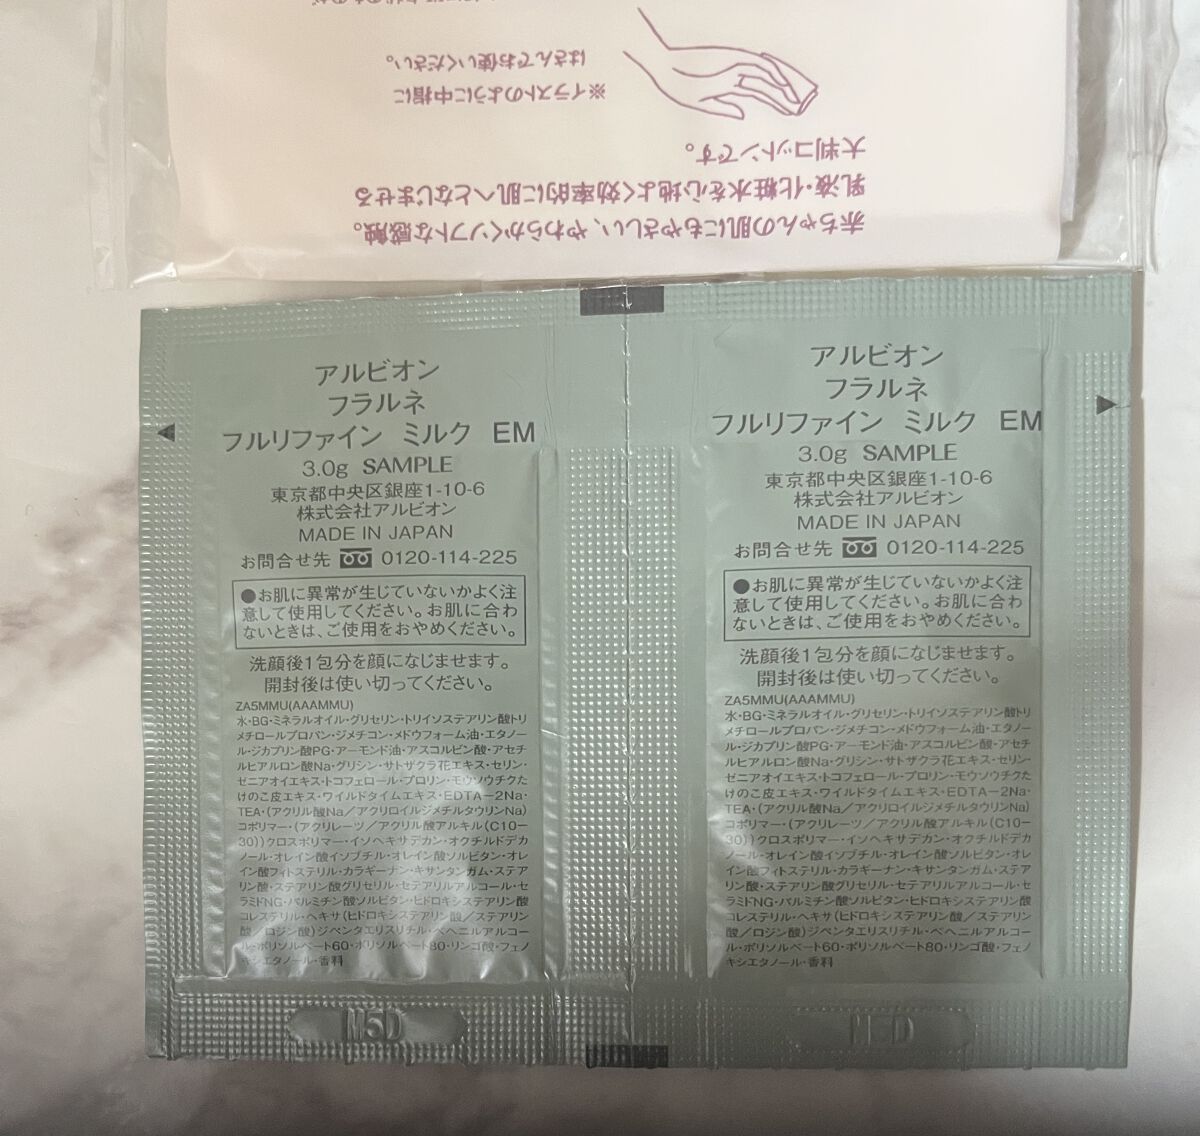 赤ちゃんの肌にもやさしい、やわらかくソフトな感触。
乳液・化粧水を心地よく効率的に肌へとなじませる
大判コットンです。
※イラストのように中指に
はさんでお使いください。
アルビオン
フラルネ
フルリファイン ミルク EM
3.0g SAMPLE
東京都中央区銀座1-10-6
株式会社アルビオン
MADE IN JAPAN
お問合せ先 0120-114-225
●お肌に異常が生じていないかよく注
意して使用してください。お肌に合わ
ないときは、ご使用をおやめください。
洗顔後1包分を顔になじませます。
開封後は使い切ってください。
ZA5MMU(AAAMMU)
水・BG・ミネラルオイル・グリセリン・トリイソステアリン酸トリ
メチロールプロパン・ジメチコン・メドウフォーム油・エタノ
ール・ジカプリン酸PG・アーモンド油・アスコルビン酸・アセチ
ルヒアルロン酸Na・グリシン・サトザクラ花エキス・セリン・
ゼニアオイエキス・トコフェロール・プロリン・モウソウチクた
けのこ皮エキス・ワイルドタイムエキス・EDTA-2Na・
TEA・(アクリル酸Na/アクリロイルジメチルタウリンNa)
コポリマー・(アクリレーツ/アクリル酸アルキル(C10-
30))クロスポリマー・イソヘキサデカン・オクチルドデカ
ノール・オレイン酸イソブチル・オレイン酸ソルビタン・オレ
イン酸フィトステリル・カラギーナン・キサンタンガム・ステア
リン酸・ステアリン酸グリセリル・セテアリルアルコール・セ
ラミドNG・パルミチン酸ソルビタン・ヒドロキシステアリン酸
コレステリル・ヘキサ(ヒドロキシステアリン酸/ステアリン
酸/ロジン酸)ジペンタエリスリチル・ベヘニルアルコー
ル・ポリソルベート60・ポリソルベート80・リンゴ酸・フェノ
キシエタノール・香料
M5D
アルビオン
フラルネ
フルリファイン ミルク EM
3.0g SAMPLE
東京都中央区銀座1-10-6
株式会社アルビオン
MADE IN JAPAN
お問合せ先 0120-114-225
●お肌に異常が生じていないかよく注
意して使用してください。お肌に合わ
ないときは、ご使用をおやめください。
洗顔後1包分を顔になじませます。
開封後は使い切ってください。
ZA5MMU(AAAMMU)
水・BG・ミネラルオイル・グリセリン・トリイソステアリン酸トリ
メチロールプロパン・ジメチコン・メドウフォーム油・エタノ
ール・ジカプリン酸PG・アーモンド油・アスコルビン酸・アセチ
ルヒアルロン酸Na・グリシン・サトザクラ花エキス・セリン・
ゼニアオイエキス・トコフェロール・プロリン・モウソウチクた
けのこ皮エキス・ワイルドタイムエキス・EDTA-2Na・
TEA・(アクリル酸Na/アクリロイルジメチルタウリンNa)
コポリマー・(アクリレーツ/アクリル酸アルキル(C10-
30))クロスポリマー・イソヘキサデカン・オクチルドデカ
ノール・オレイン酸イソブチル・オレイン酸ソルビタン・オレ
イン酸フィトステリル・カラギーナン・キサンタンガム・ステア
リン酸・ステアリン酸グリセリル・セテアリルアルコール・セ
ラミドNG・パルミチン酸ソルビタン・ヒドロキシステアリン酸
コレステリル・ヘキサ(ヒドロキシステアリン酸/ステアリン
酸/ロジン酸)ジペンタエリスリチル・ベヘニルアルコー
ル・ポリソルベート60・ポリソルベート80・リンゴ酸・フェノ
キシエタノール・香料